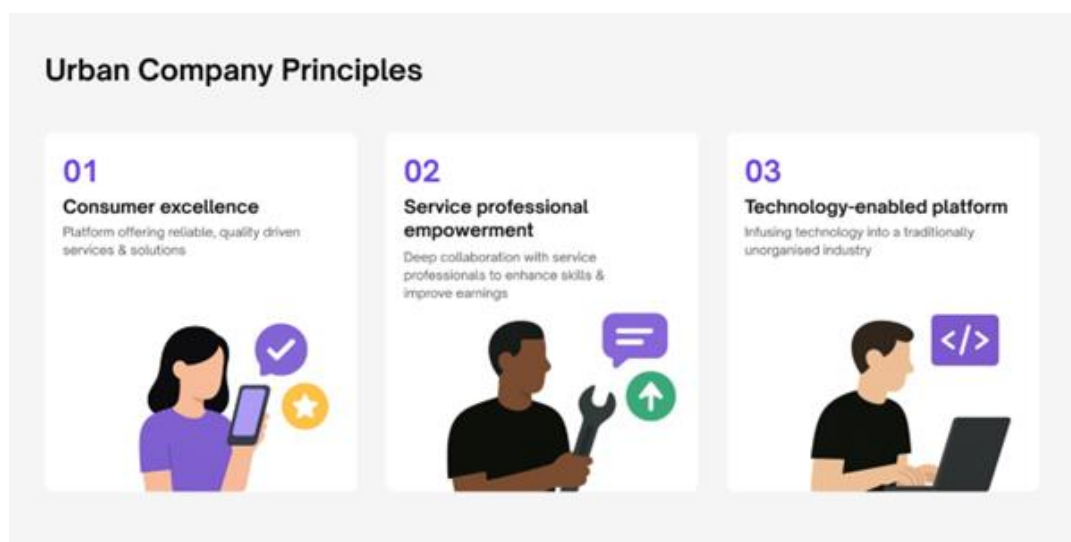 Urban Company Principles
01
Consumer excellence
Platform offering reliable, quality driven
services & solutions
02
Service professional
empowerment
Deep collaboration with service
professionals to enhance skills &
improve earnings
03
Technology-enabled platform
Infusing technology into a traditionally
unorganised industry
</>